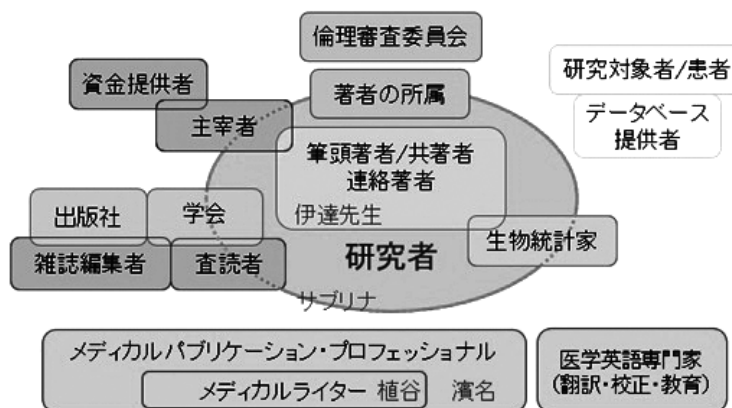 倫理審査委員会
資金提供者
著者の所属
研究対象者/患者
主宰者
データベース
提供者
筆頭著者/共著者
連絡著者
伊達先生
出版社
学会
生物統計家
研究者
雑誌編集者
査読者
サブリナ
メディカルパブリケーション・プロフェッショナル
メディカルライター 植谷 濱名
医学英語専門家
(翻訳・校正・教育)